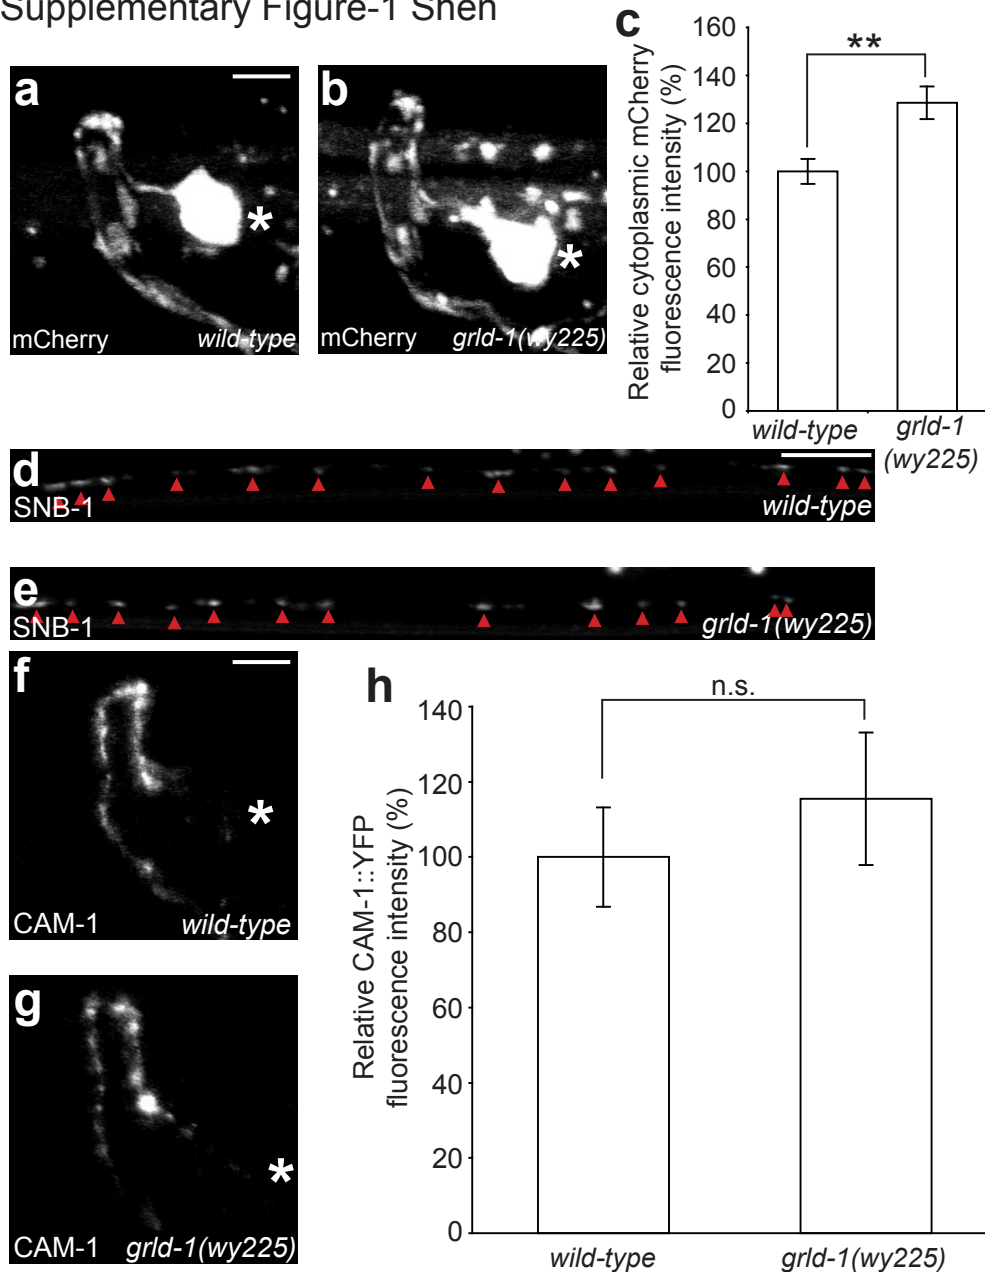 Supplementary Figure-1 Shen
a
*
mCherry wild-type
b
*
mCherry grld-1(wy225)
c
Relative cytoplasmic mCherry
fluorescence intensity (%)
160
140
120
100
80
60
40
20
0
**
wild-type
grld-1
(wy225)
d
SNB-1 wild-type
e
SNB-1 grld-1(wy225)
f
*
CAM-1 wild-type
g
*
CAM-1 grld-1(wy225)
h
Relative CAM-1::YFP
fluorescence intensity (%)
140
120
100
80
60
40
20
0
n.s.
wild-type
grld-1(wy225)